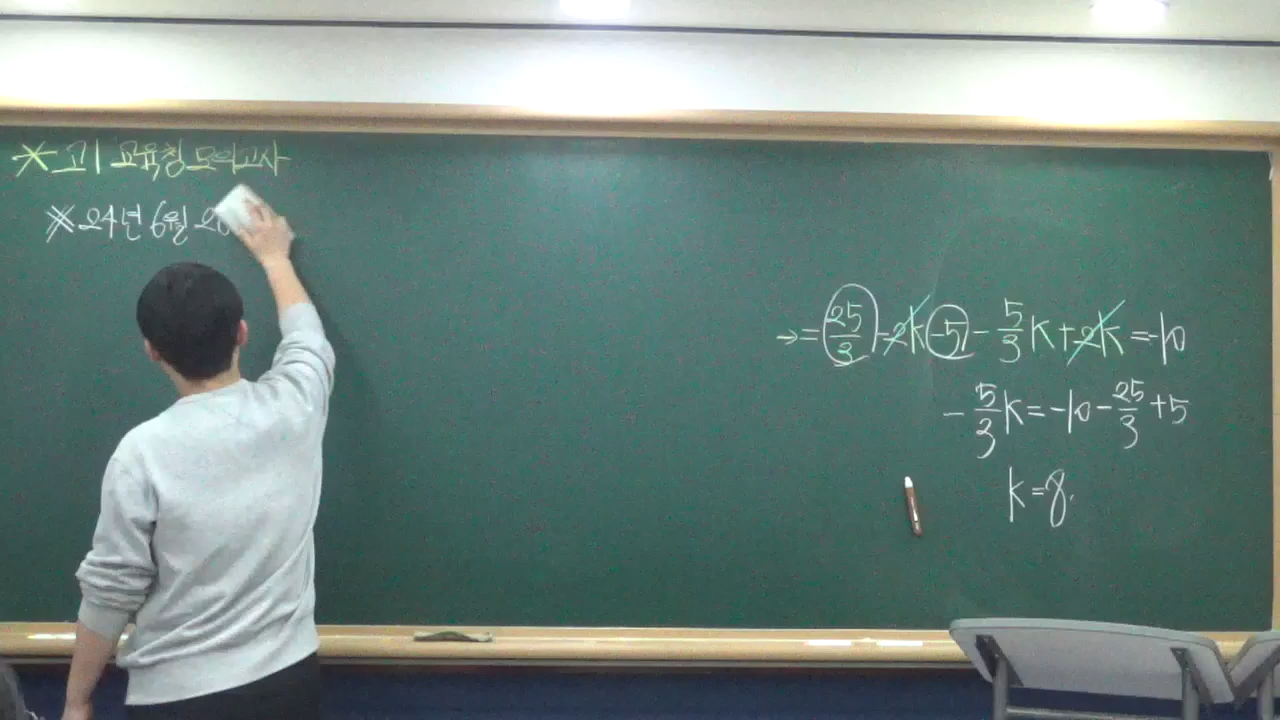 ※ 고1 교육청 모의고사
※ 24년 6월 20
→ = 25/3 - 2k - 5 - 5/3 k + 2k = -10
- 5/3 k = -10 - 25/3 + 5
k = 8.